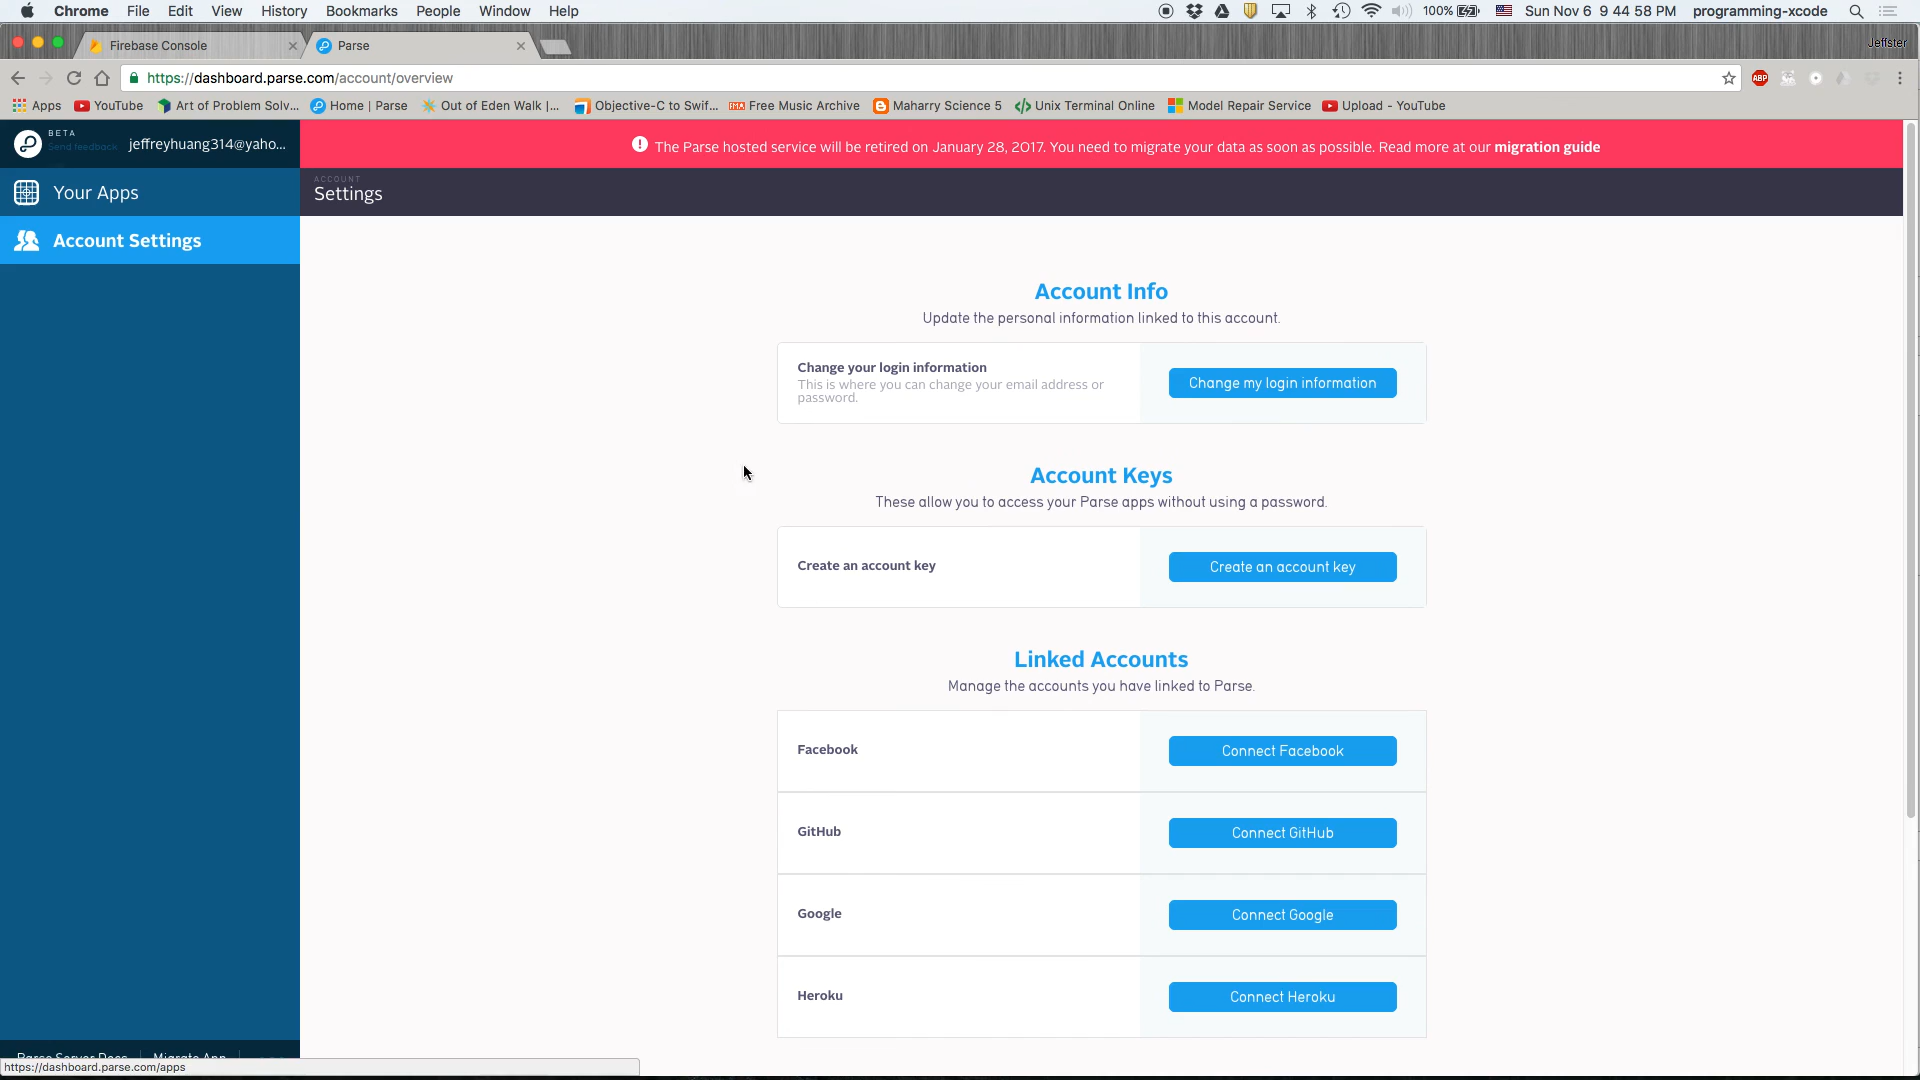 Chrome File Edit View History Bookmarks People Window Help
100% Sun Nov 6 9 44 58 PM programming-xcode
Firebase Console
Parse
Jeffster
https://dashboard.parse.com/account/overview
ABP
Apps YouTube Art of Problem Solv... Home | Parse Out of Eden Walk |... Objective-C to Swif... FMA Free Music Archive Maharry Science 5 Unix Terminal Online Model Repair Service Upload - YouTube
BETA
Send feedback
jeffreyhuang314@yaho...
The Parse hosted service will be retired on January 28, 2017. You need to migrate your data as soon as possible. Read more at our migration guide
Your Apps
Account Settings
ACCOUNT
Settings
Account Info
Update the personal information linked to this account.
Change your login information
This is where you can change your email address or
password.
Change my login information
Account Keys
These allow you to access your Parse apps without using a password.
Create an account key
Create an account key
Linked Accounts
Manage the accounts you have linked to Parse.
Facebook
Connect Facebook
GitHub
Connect GitHub
Google
Connect Google
Heroku
Connect Heroku
Parse Server Docs Migrate App
https://dashboard.parse.com/apps